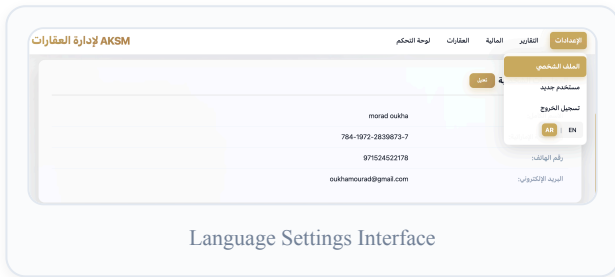 AKSM لإدارة العقارات
الإعدادات التقارير المالية العقارات لوحة التحكم
الملف الشخصي
مستخدم جديد
تسجيل الخروج
AR | EN
تعديل
morad oukha
784-1972-2839873-7
رقم الهاتف: 971524522178
البريد الإلكتروني: oukhamourad@gmail.com
Language Settings Interface